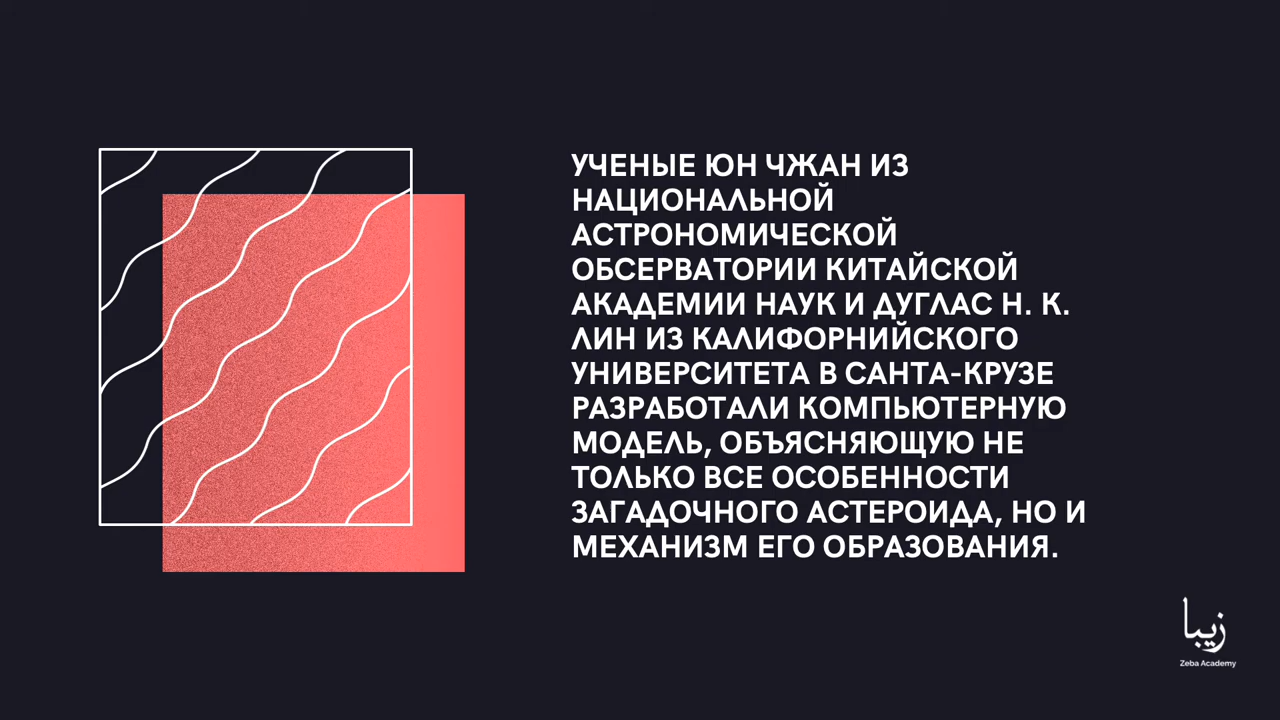 УЧЕНЫЕ ЮН ЧЖАН ИЗ
НАЦИОНАЛЬНОЙ
АСТРОНОМИЧЕСКОЙ
ОБСЕРВАТОРИИ КИТАЙСКОЙ
АКАДЕМИИ НАУК И ДУГЛАС Н. К.
ЛИН ИЗ КАЛИФОРНИЙСКОГО
УНИВЕРСИТЕТА В САНТА-КРУЗЕ
РАЗРАБОТАЛИ КОМПЬЮТЕРНУЮ
МОДЕЛЬ, ОБЪЯСНЯЮЩУЮ НЕ
ТОЛЬКО ВСЕ ОСОБЕННОСТИ
ЗАГАДОЧНОГО АСТЕРОИДА, НО И
МЕХАНИЗМ ЕГО ОБРАЗОВАНИЯ.
زیبا
Zeba Academy